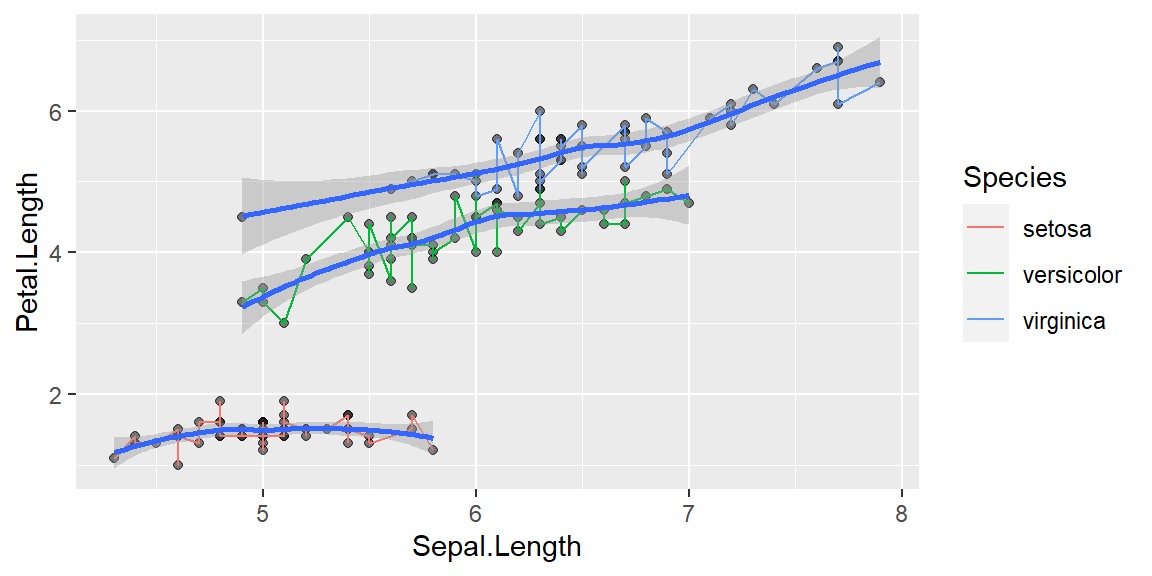 Petal.Length
6
4
2
5
6
7
8
Sepal.Length
Species
setosa
versicolor
virginica